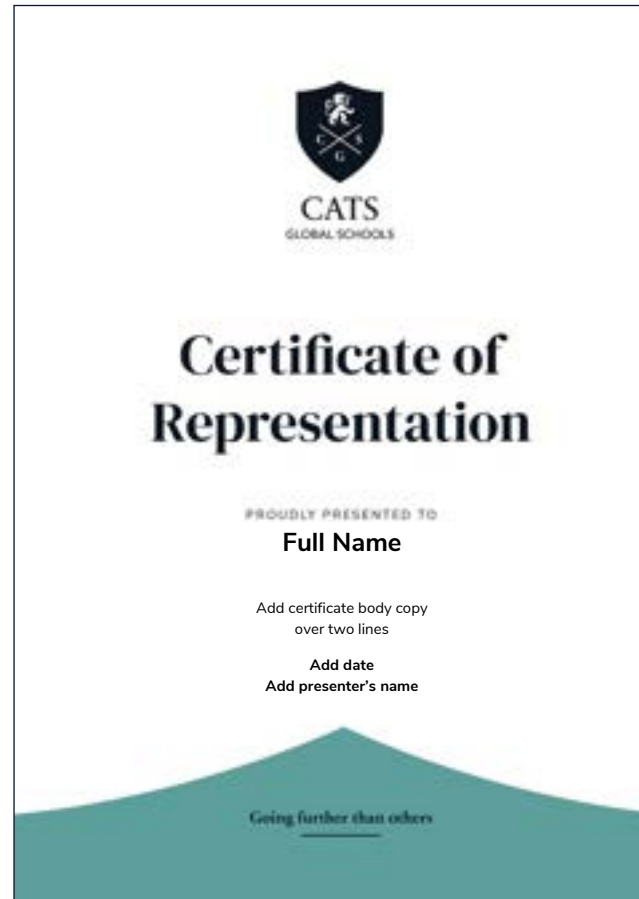 C S
G
CATS
GLOBAL SCHOOLS
Certificate of
Representation
PROUDLY PRESENTED TO
Full Name
Add certificate body copy
over two lines
Add date
Add presenter's name
Going further than others